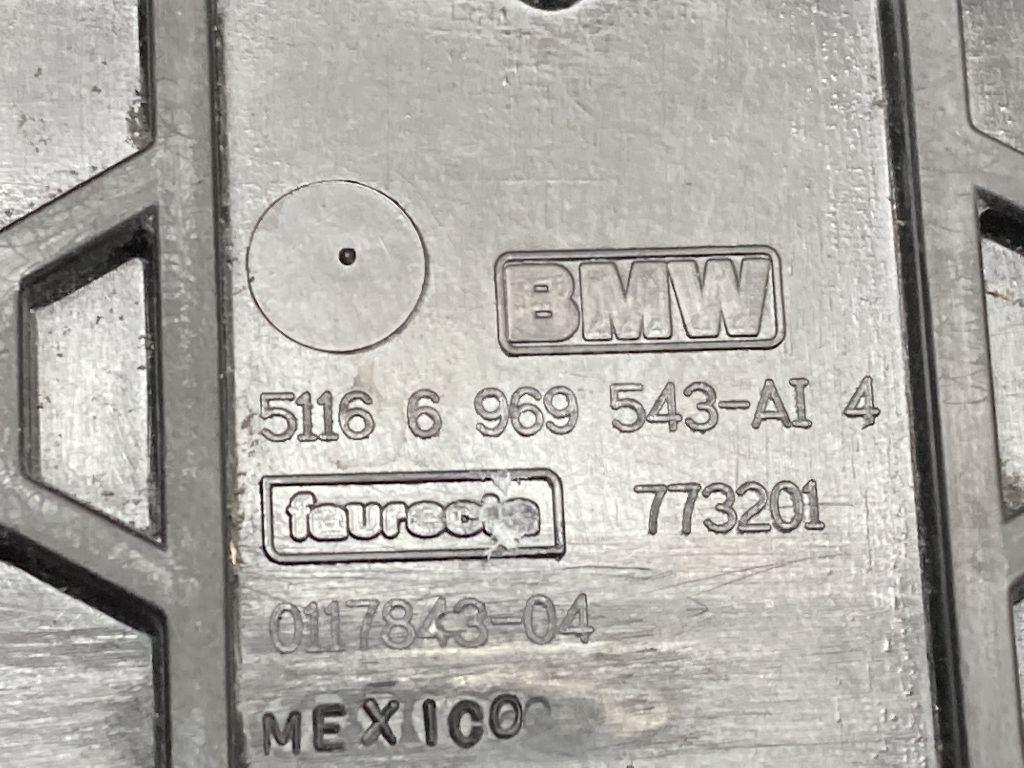 BMW
5116 6 969 543-AI 4
faurecia 773201
0117843-04
MEXICO